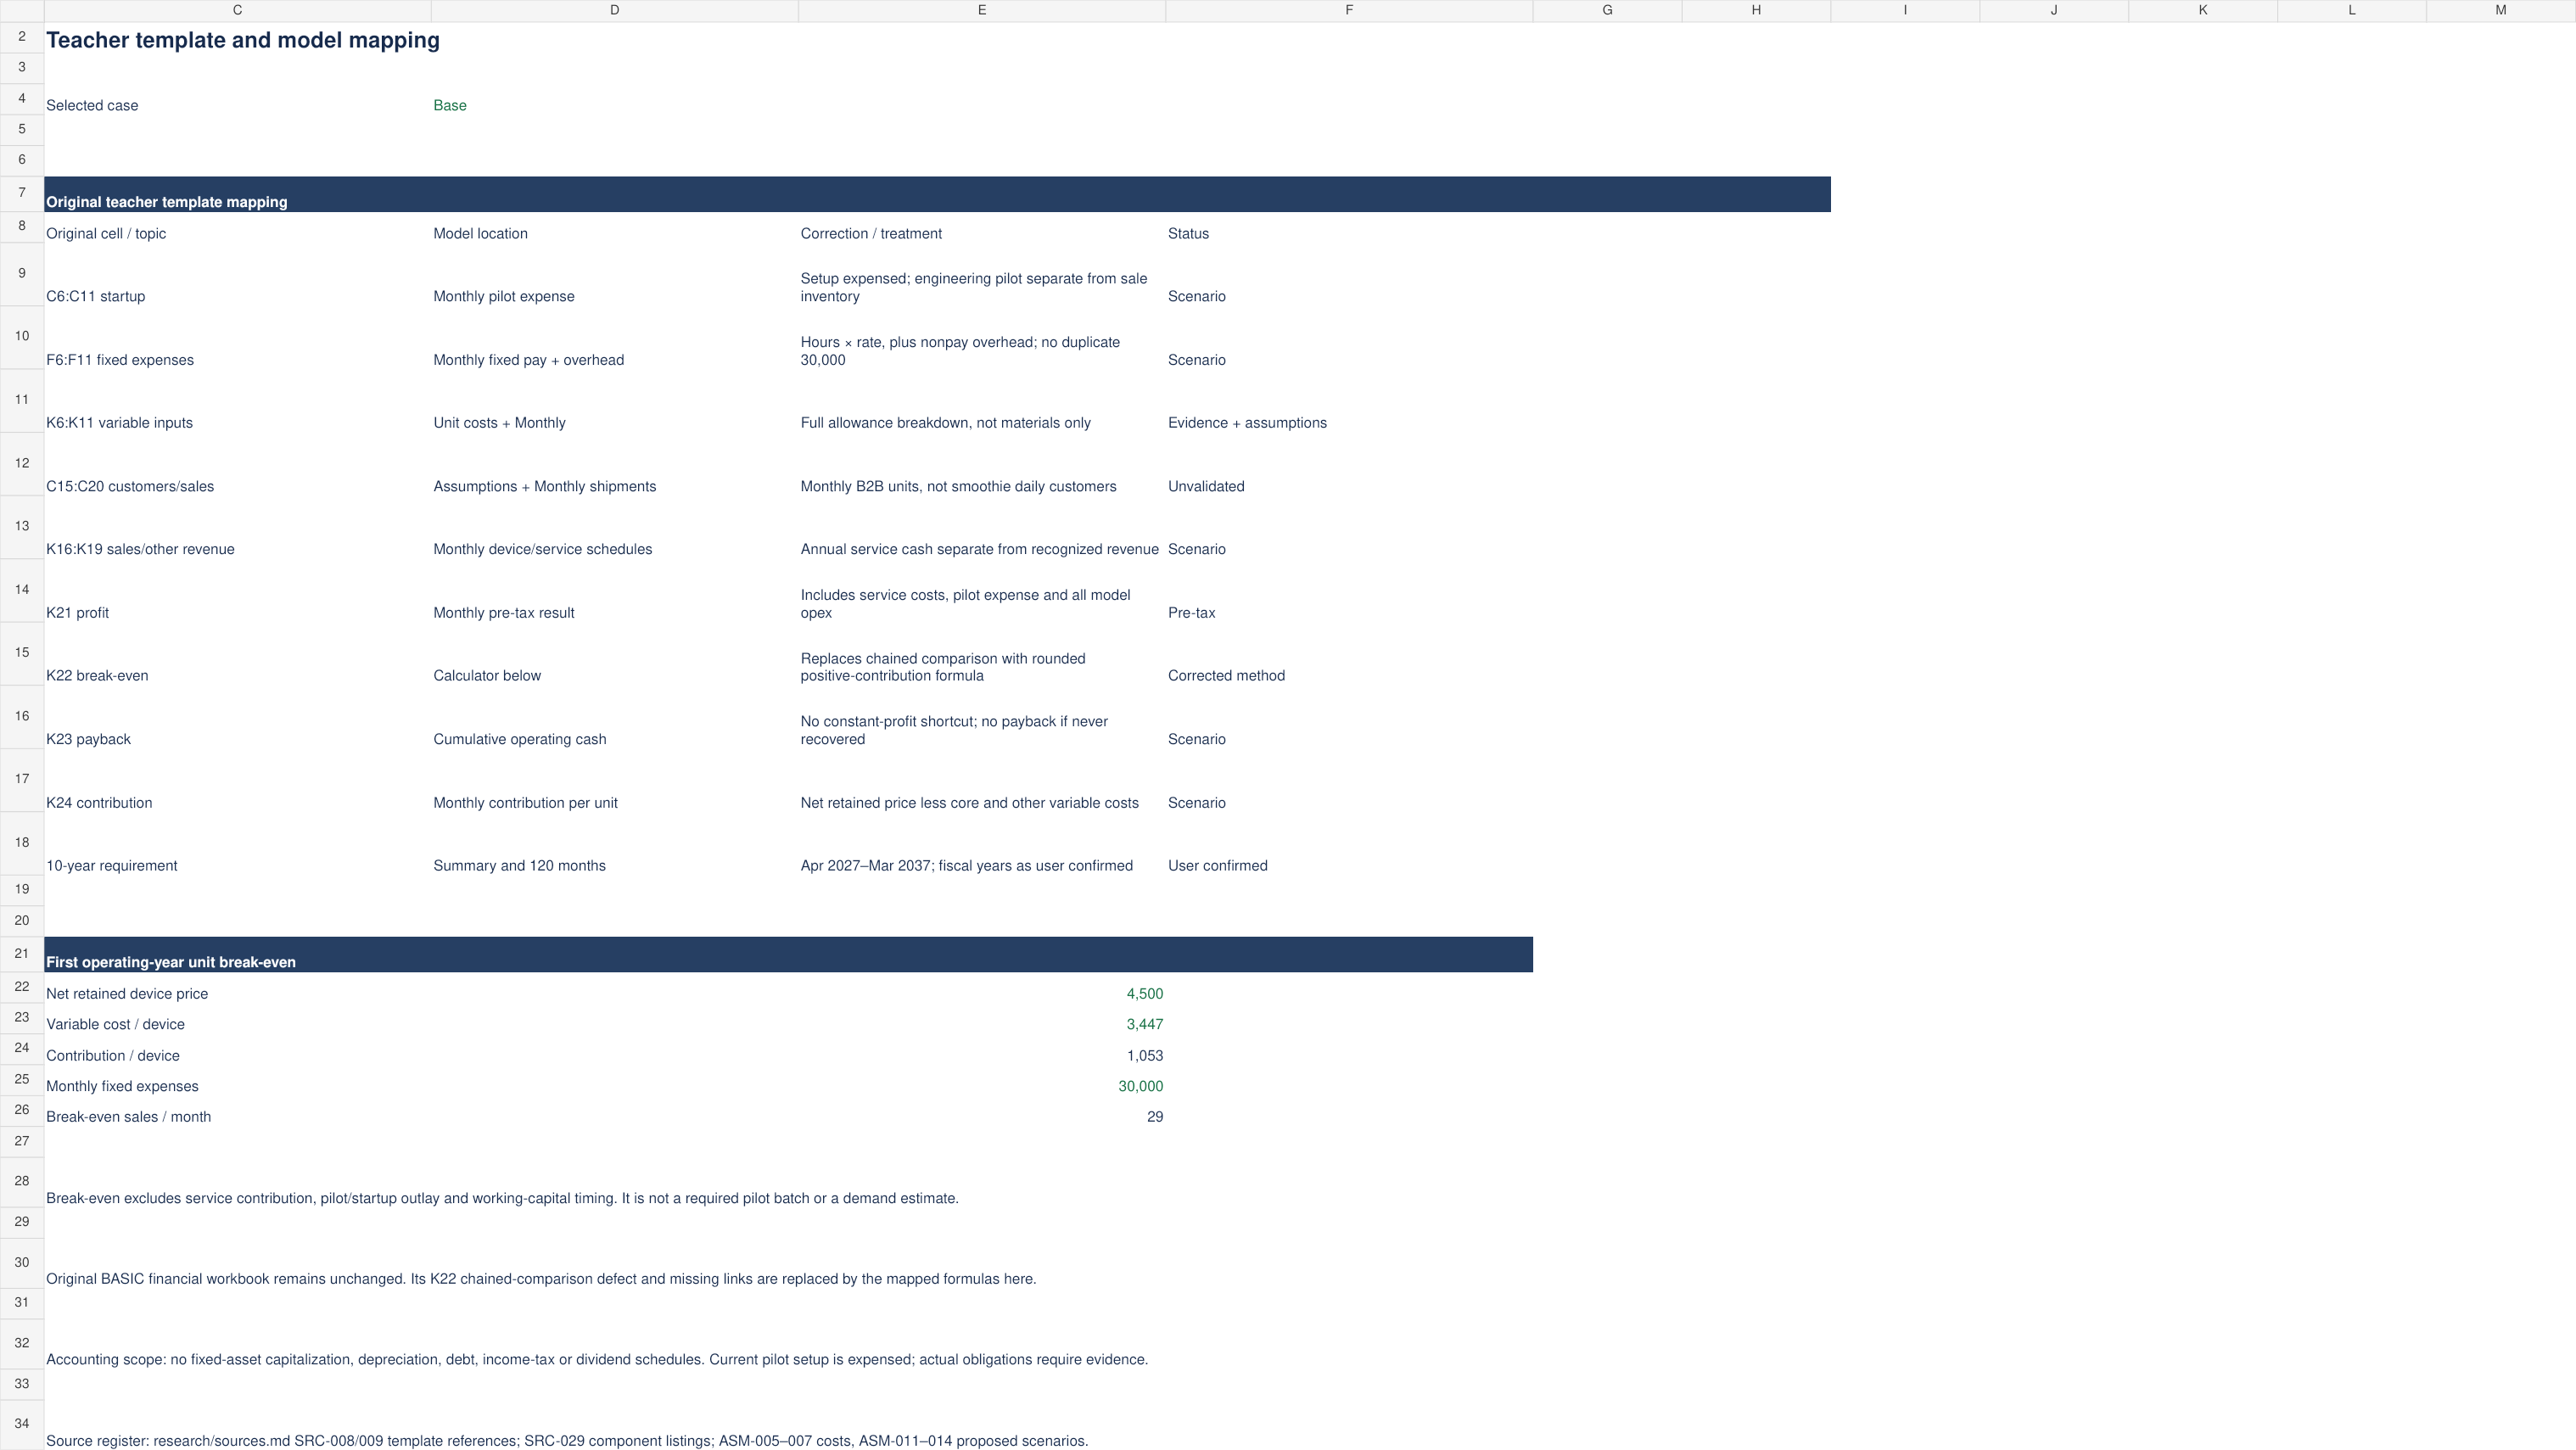 C D E F G H I J K L M
2 Teacher template and model mapping
3
4 Selected case Base
5
6
7 Original teacher template mapping
8 Original cell / topic Model location Correction / treatment Status
9 C6:C11 startup Monthly pilot expense Setup expensed; engineering pilot separate from sale
inventory Scenario
10 F6:F11 fixed expenses Monthly fixed pay + overhead Hours × rate, plus nonpay overhead; no duplicate
30,000 Scenario
11 K6:K11 variable inputs Unit costs + Monthly Full allowance breakdown, not materials only Evidence + assumptions
12 C15:C20 customers/sales Assumptions + Monthly shipments Monthly B2B units, not smoothie daily customers Unvalidated
13 K16:K19 sales/other revenue Monthly device/service schedules Annual service cash separate from recognized revenue Scenario
14 K21 profit Monthly pre-tax result Includes service costs, pilot expense and all model
opex Pre-tax
15 K22 break-even Calculator below Replaces chained comparison with rounded
positive-contribution formula Corrected method
16 K23 payback Cumulative operating cash No constant-profit shortcut; no payback if never
recovered Scenario
17 K24 contribution Monthly contribution per unit Net retained price less core and other variable costs Scenario
18 10-year requirement Summary and 120 months Apr 2027–Mar 2037; fiscal years as user confirmed User confirmed
19
20
21 First operating-year unit break-even
22 Net retained device price 4,500
23 Variable cost / device 3,447
24 Contribution / device 1,053
25 Monthly fixed expenses 30,000
26 Break-even sales / month 29
27
28 Break-even excludes service contribution, pilot/startup outlay and working-capital timing. It is not a required pilot batch or a demand estimate.
29
30 Original BASIC financial workbook remains unchanged. Its K22 chained-comparison defect and missing links are replaced by the mapped formulas here.
31
32 Accounting scope: no fixed-asset capitalization, depreciation, debt, income-tax or dividend schedules. Current pilot setup is expensed; actual obligations require evidence.
33
34 Source register: research/sources.md SRC-008/009 template references; SRC-029 component listings; ASM-005–007 costs, ASM-011–014 proposed scenarios.